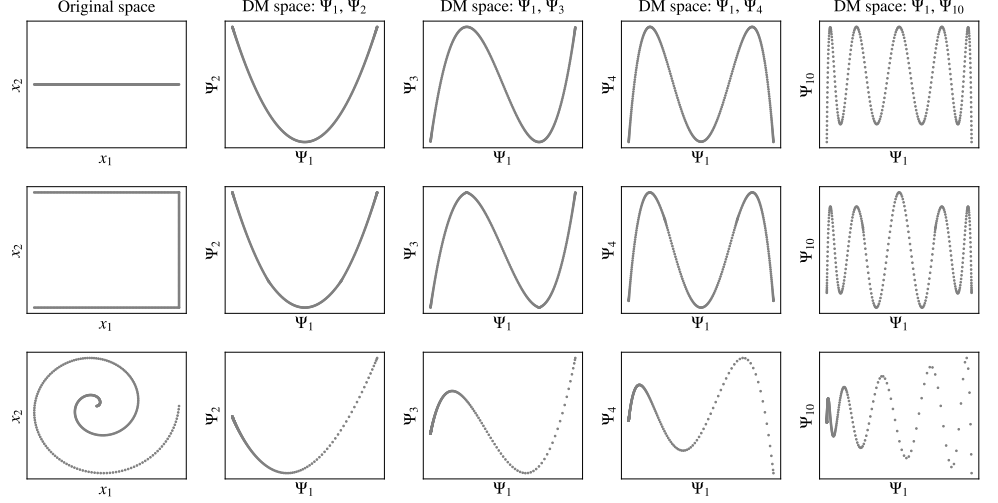 Original space
DM space: Ψ1, Ψ2
DM space: Ψ1, Ψ3
DM space: Ψ1, Ψ4
DM space: Ψ1, Ψ10
x2
x1
Ψ2
Ψ1
Ψ3
Ψ1
Ψ4
Ψ1
Ψ10
Ψ1
x2
x1
Ψ2
Ψ1
Ψ3
Ψ1
Ψ4
Ψ1
Ψ10
Ψ1
x2
x1
Ψ2
Ψ1
Ψ3
Ψ1
Ψ4
Ψ1
Ψ10
Ψ1